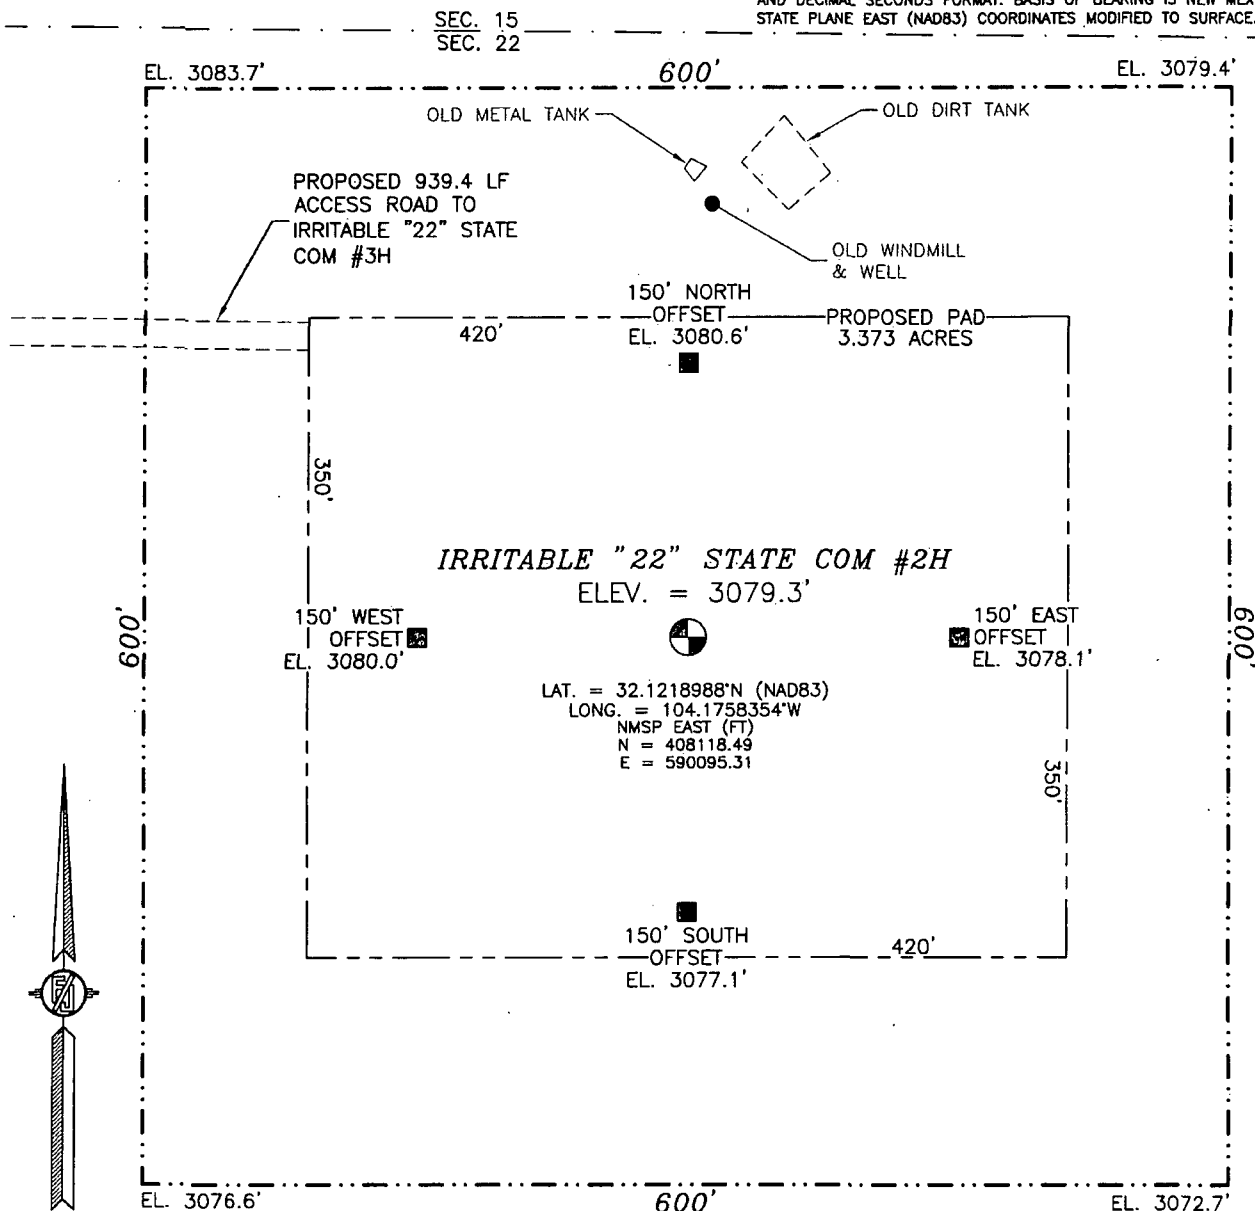 AND DECIMAL SECONDS FORMAT. BASIS OF BEARING IS NEW MEX
STATE PLANE EAST (NAD83) COORDINATES MODIFIED TO SURFACE.
SEC. 15
SEC. 22
EL. 3083.7'
600'
EL. 3079.4'
OLD METAL TANK
OLD DIRT TANK
PROPOSED 939.4 LF
ACCESS ROAD TO
IRRITABLE "22" STATE
COM #3H
OLD WINDMILL
& WELL
150' NORTH
OFFSET
EL. 3080.6'
420'
PROPOSED PAD
3.373 ACRES
350'
IRRITABLE "22" STATE COM #2H
ELEV. = 3079.3'
600'
150' WEST
OFFSET
EL. 3080.0'
150' EAST
OFFSET
EL. 3078.1'
600'
LAT. = 32.1218988°N (NAD83)
LONG. = 104.1758354°W
NMSP EAST (FT)
N = 408118.49
E = 590095.31
350'
150' SOUTH
OFFSET
EL. 3077.1'
420'
EL. 3076.6'
600'
EL. 3072.7'